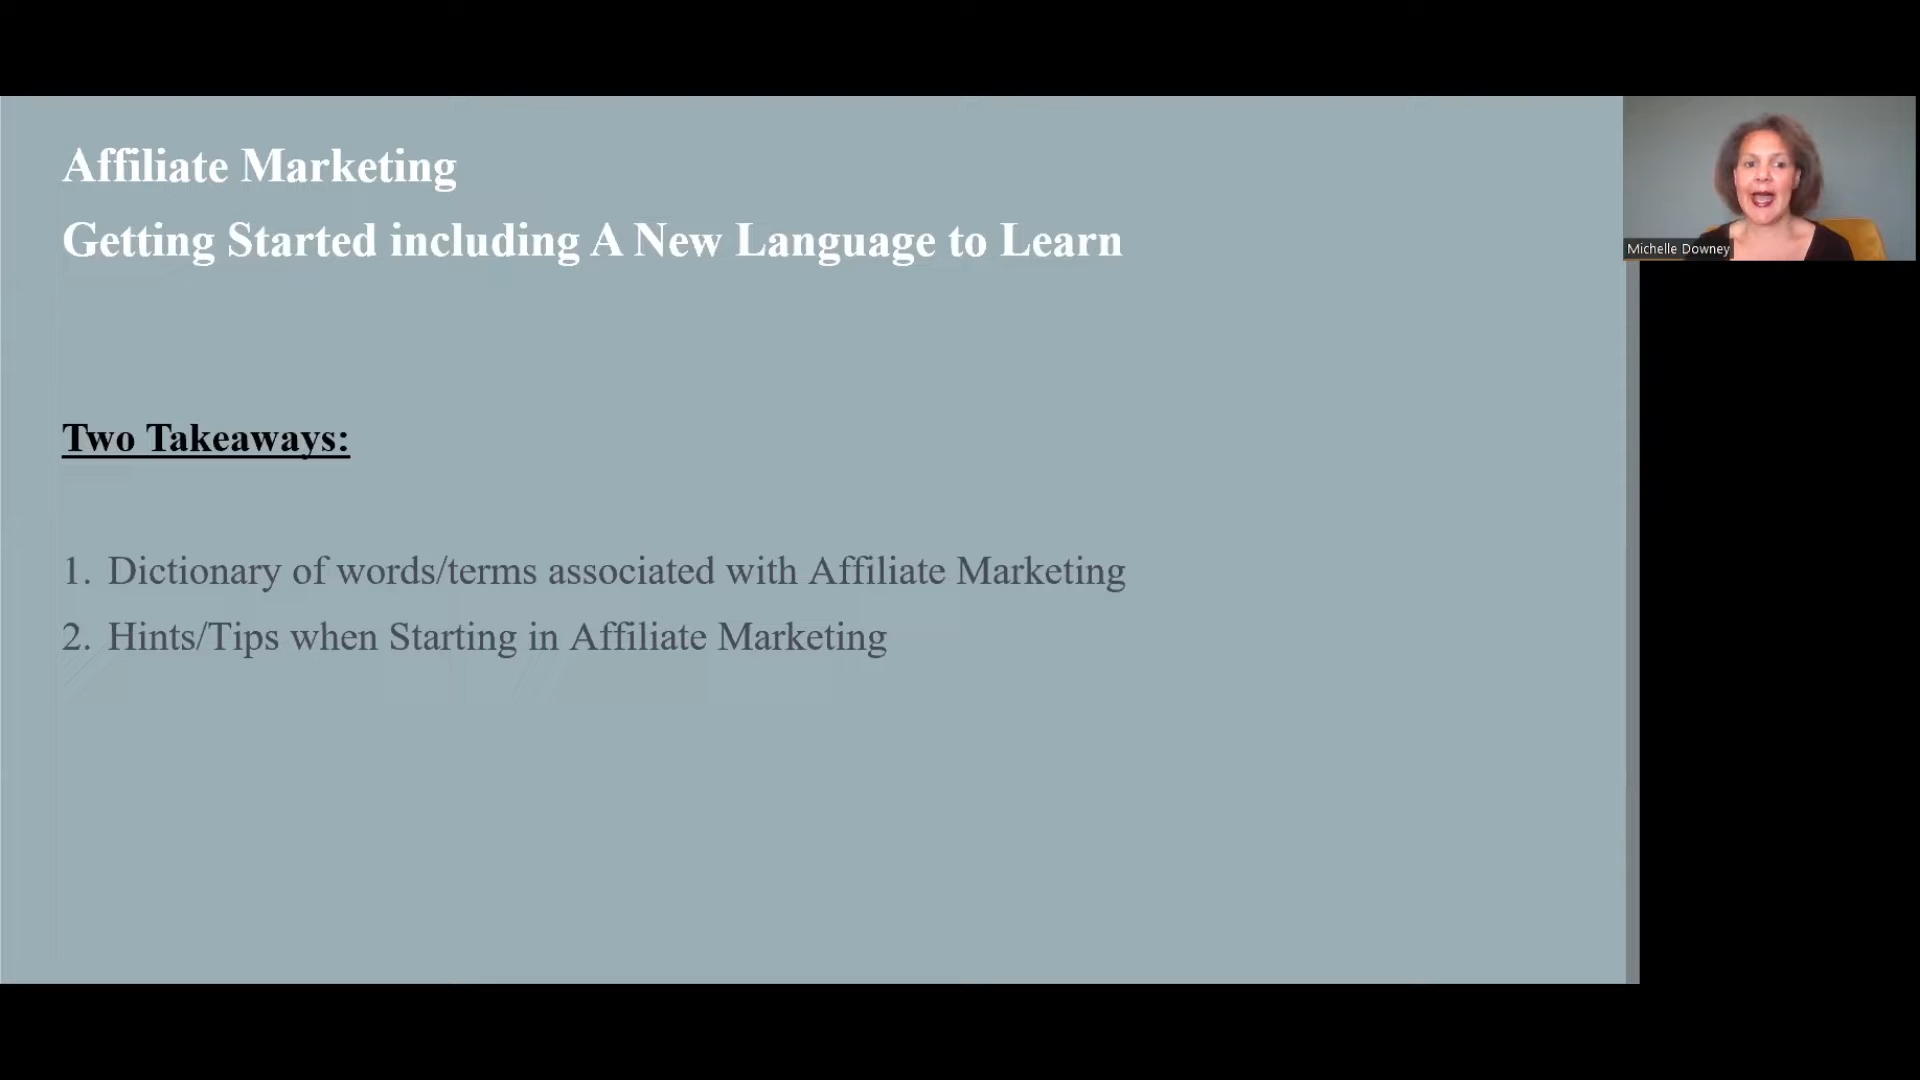 Affiliate Marketing
Getting Started including A New Language to Learn
Michelle Downey
Two Takeaways:
1. Dictionary of words/terms associated with Affiliate Marketing
2. Hints/Tips when Starting in Affiliate Marketing